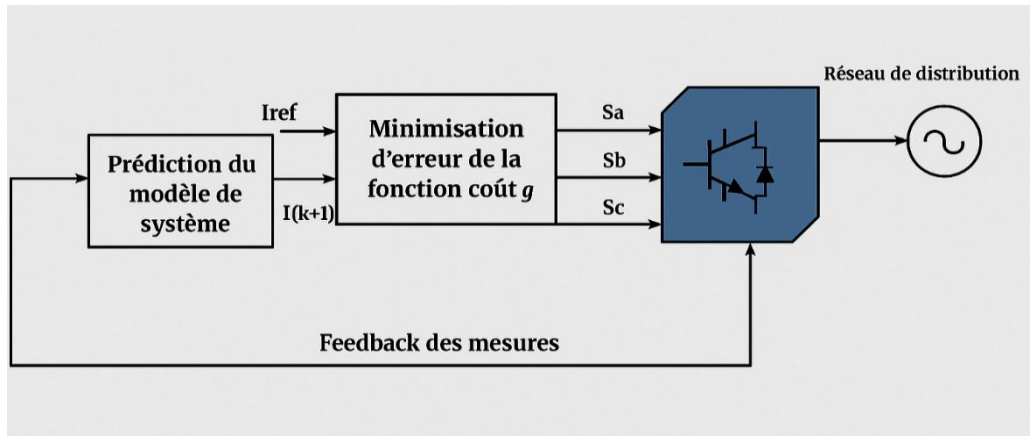 Réseau de distribution
Iref
Minimisation
d'erreur de la
fonction coút g
Sa
Sb
Sc
Prédiction du
modèle de
système
I(k+1)
Feedback des mesures